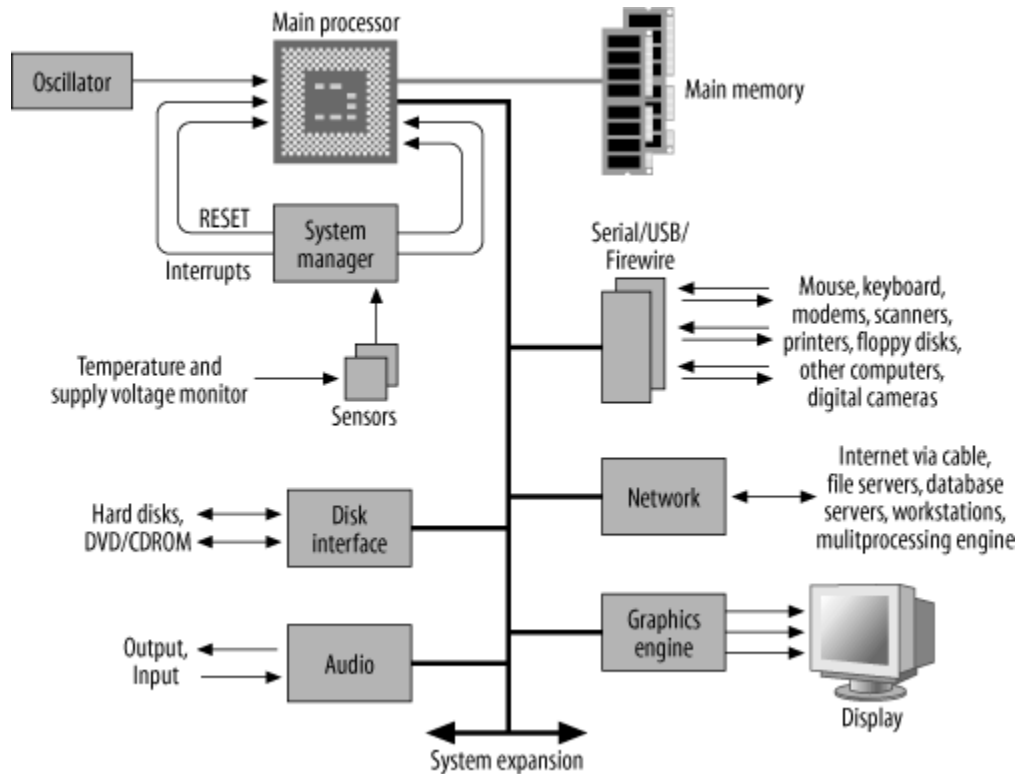 Main processor
Oscillator
Main memory
RESET
System
manager
Interrupts
Serial/USB/
Firewire
Mouse, keyboard,
modems, scanners,
printers, floppy disks,
other computers,
digital cameras
Temperature and
supply voltage monitor
Sensors
Hard disks,
DVD/CDROM
Disk
interface
Network
Internet via cable,
file servers, database
servers, workstations,
mulitprocessing engine
Output,
Input
Audio
Graphics
engine
Display
System expansion